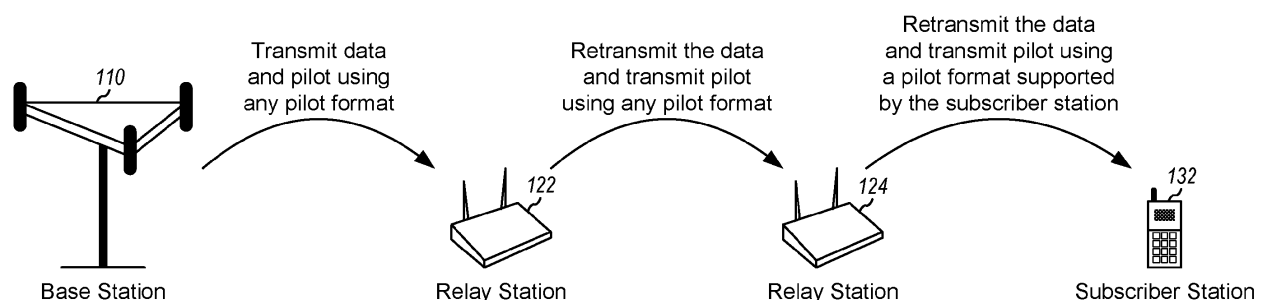 Transmit data
and pilot using
any pilot format
Retransmit the data
and transmit pilot
using any pilot format
Retransmit the data
and transmit pilot using
a pilot format supported
by the subscriber station
110
122
124
132
Base Station
Relay Station
Relay Station
Subscriber Station